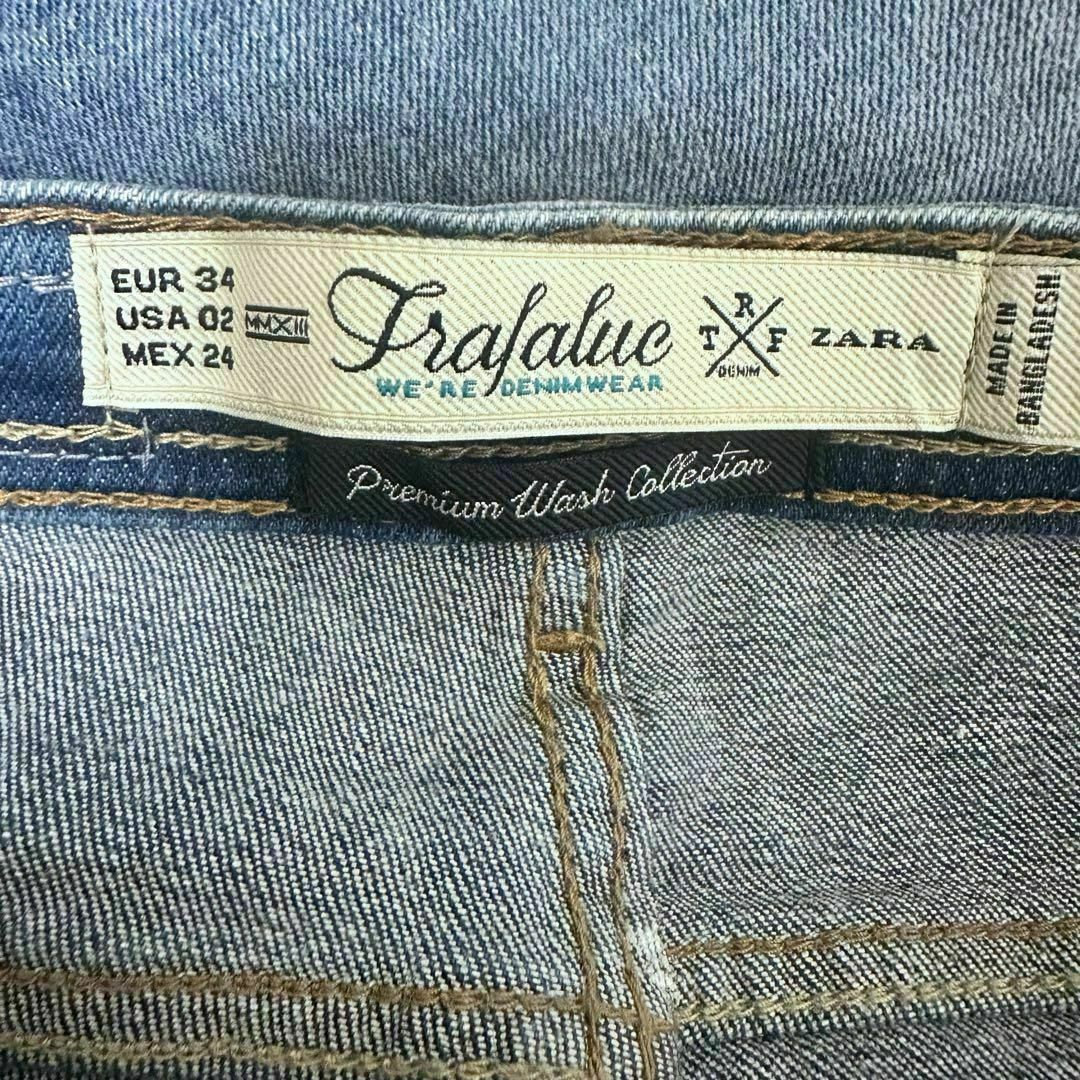 EUR 34
USA 02
MEX 24
MMXIII
Trafaluc
WE'RE DENIMWEAR
T R F
DENIM
ZARA
MADE IN
BANGLADESH
Premium Wash Collection